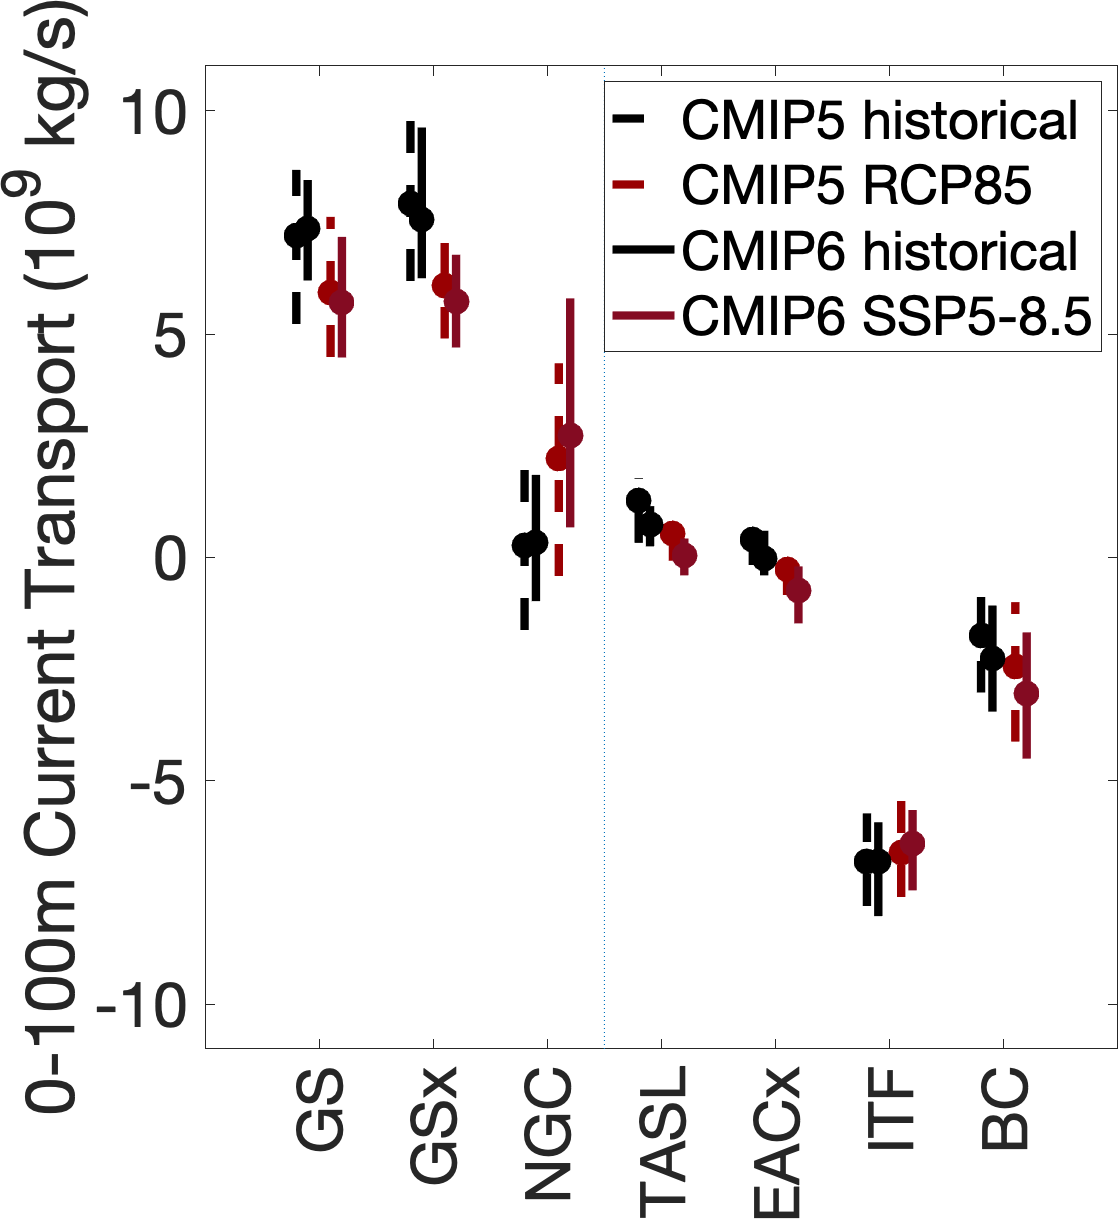 0-100m Current Transport (10⁹ kg/s)
10
5
0
-5
-10
CMIP5 historical
CMIP5 RCP85
CMIP6 historical
CMIP6 SSP5-8.5
GS
GSx
NGC
TASL
EACx
ITF
BC